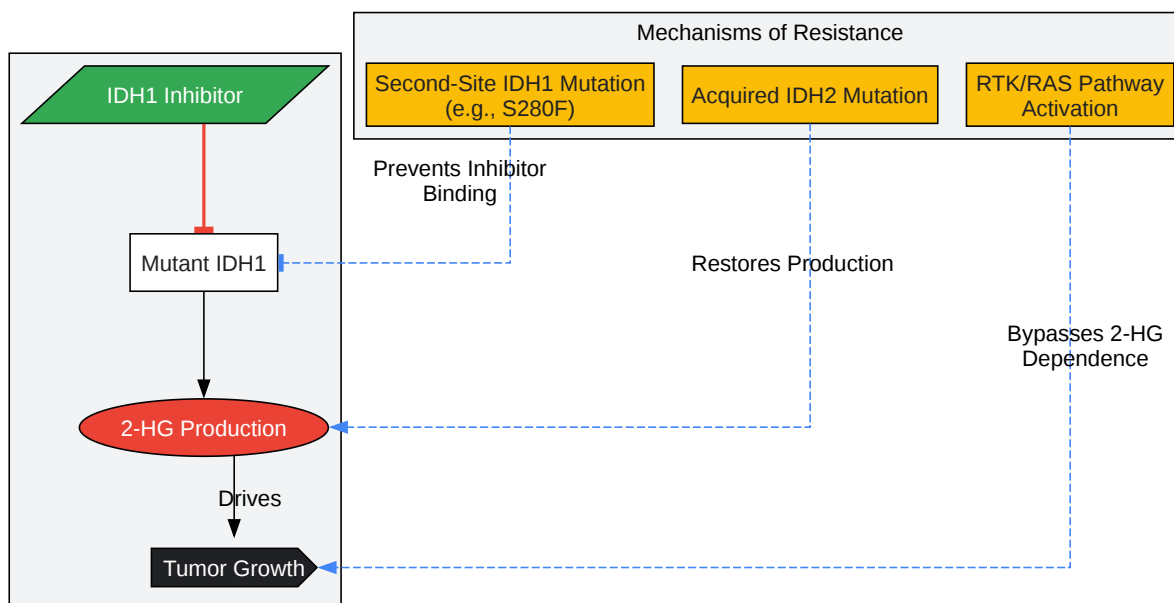 Mechanisms of Resistance
IDH1 Inhibitor
Second-Site IDH1 Mutation
(e.g., S280F)
Acquired IDH2 Mutation
RTK/RAS Pathway
Activation
Prevents Inhibitor
Binding
Mutant IDH1
Restores Production
Bypasses 2-HG
Dependence
2-HG Production
Drives
Tumor Growth